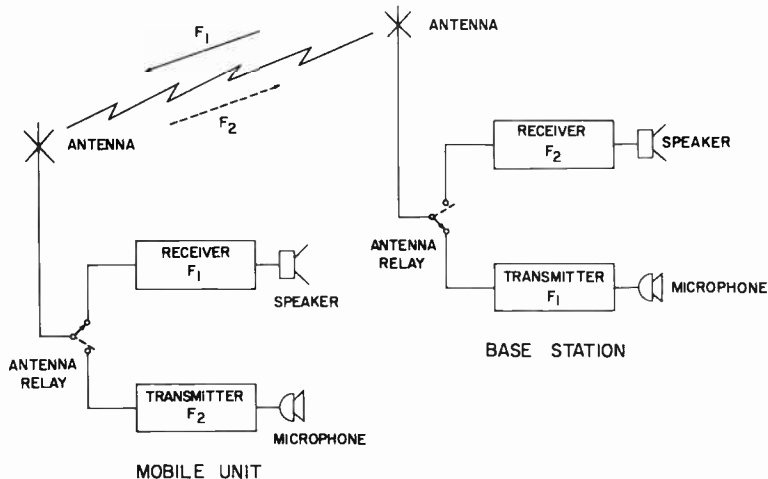 F₁
ANTENNA
F₂
ANTENNA
RECEIVER
F₂
SPEAKER
ANTENNA
RELAY
TRANSMITTER
F₁
MICROPHONE
BASE STATION
RECEIVER
F₁
SPEAKER
ANTENNA
RELAY
TRANSMITTER
F₂
MICROPHONE
MOBILE UNIT